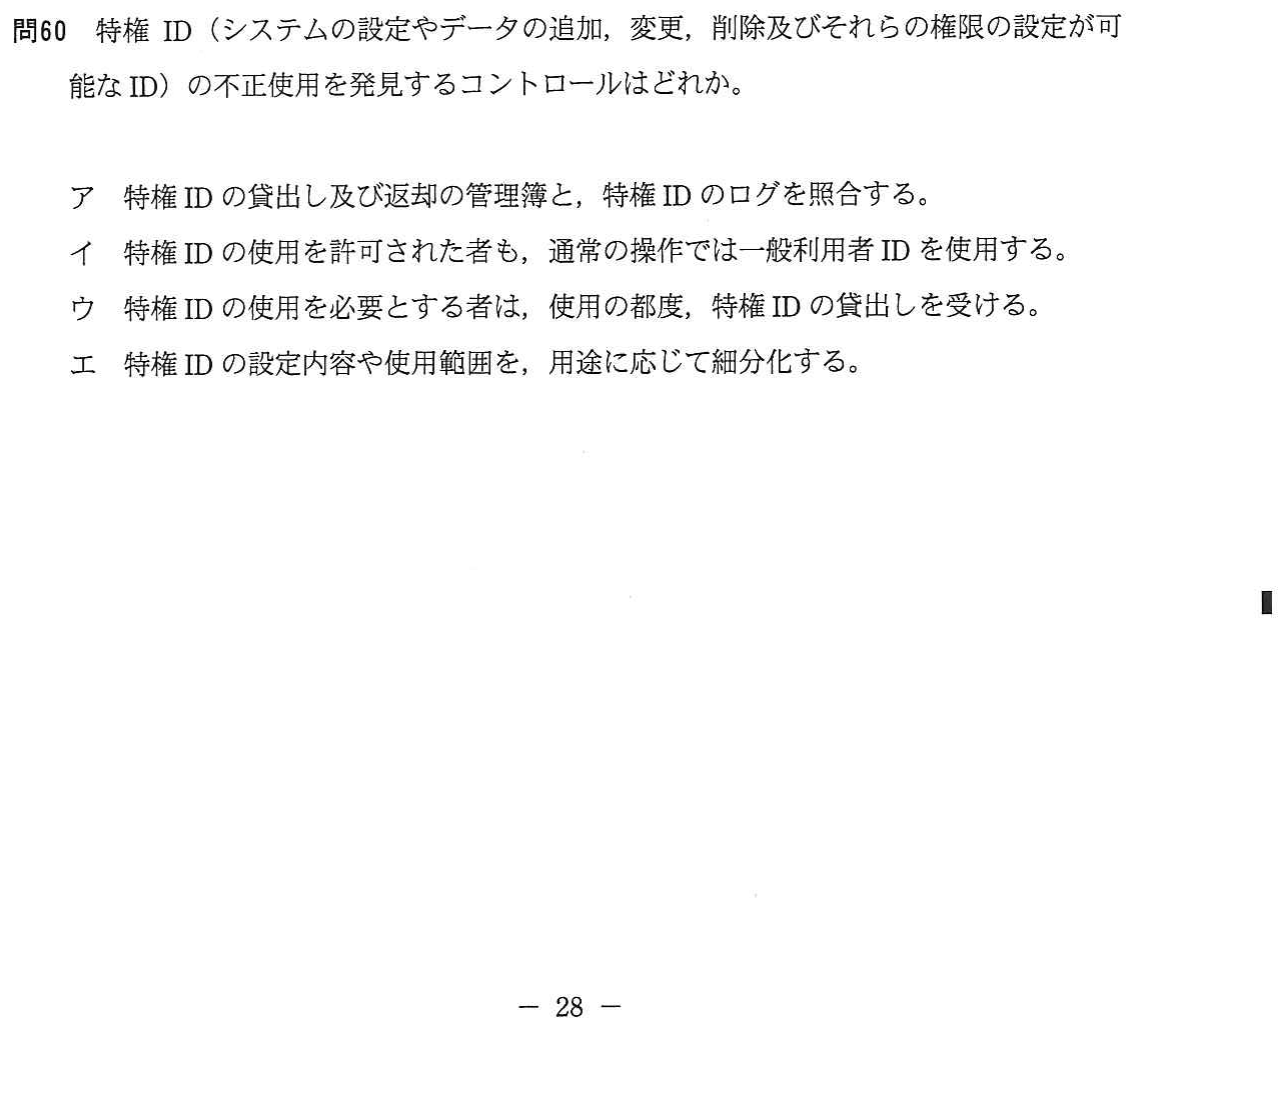 問60 特権 ID（システムの設定やデータの追加，変更，削除及びそれらの権限の設定が可
能な ID）の不正使用を発見するコントロールはどれか。
ア 特権 ID の貸出し及び返却の管理簿と，特権 ID のログを照合する。
イ 特権 ID の使用を許可された者も，通常の操作では一般利用者 ID を使用する。
ウ 特権 ID の使用を必要とする者は，使用の都度，特権 ID の貸出しを受ける。
エ 特権 ID の設定内容や使用範囲を，用途に応じて細分化する。
－ 28 －